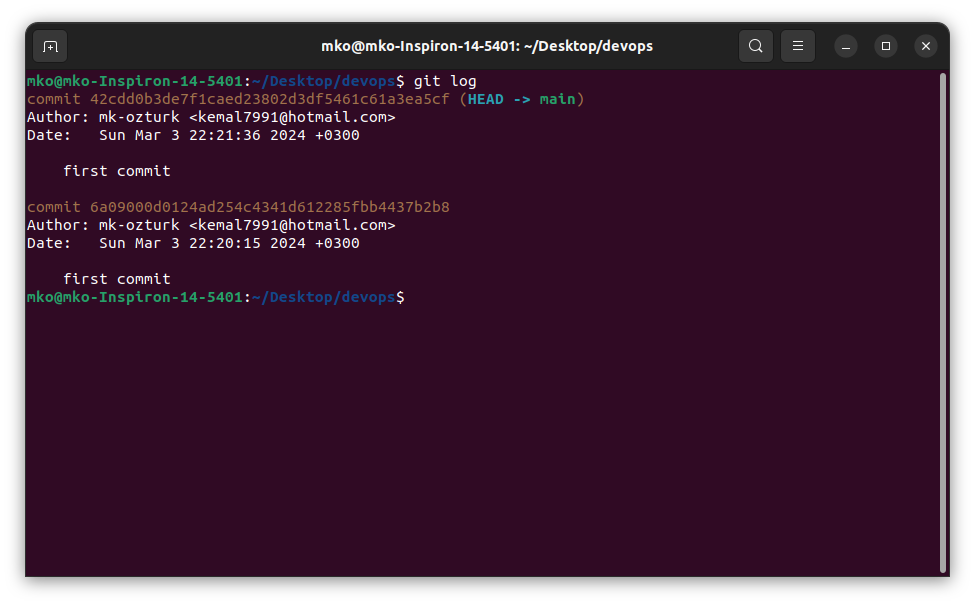 mko@mko-Inspiron-14-5401: ~/Desktop/devops
mko@mko-Inspiron-14-5401:~/Desktop/devops$ git log
commit 42cdd0b3de7f1caed23802d3df5461c61a3ea5cf (HEAD -> main)
Author: mk-ozturk <kemal7991@hotmail.com>
Date:   Sun Mar 3 22:21:36 2024 +0300
    first commit
commit 6a09000d0124ad254c4341d612285fbb4437b2b8
Author: mk-ozturk <kemal7991@hotmail.com>
Date:   Sun Mar 3 22:20:15 2024 +0300
    first commit
mko@mko-Inspiron-14-5401:~/Desktop/devops$